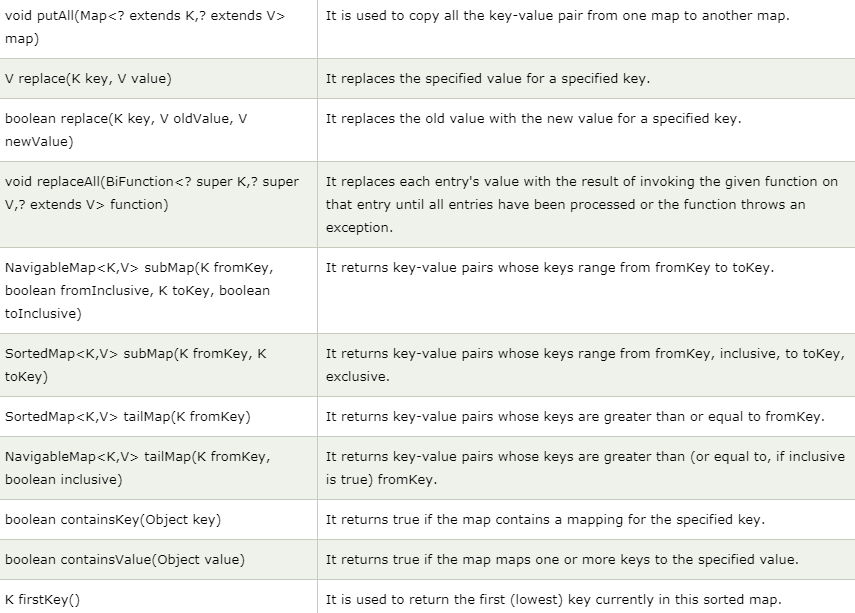 void putAll(Map<? extends K,? extends V>
map)
It is used to copy all the key-value pair from one map to another map.
V replace(K key, V value)
It replaces the specified value for a specified key.
boolean replace(K key, V oldValue, V
newValue)
It replaces the old value with the new value for a specified key.
void replaceAll(BiFunction<? super K,? super
V,? extends V> function)
It replaces each entry's value with the result of invoking the given function on
that entry until all entries have been processed or the function throws an
exception.
NavigableMap<K,V> subMap(K fromKey,
boolean fromInclusive, K toKey, boolean
toInclusive)
It returns key-value pairs whose keys range from fromKey to toKey.
SortedMap<K,V> subMap(K fromKey, K
toKey)
It returns key-value pairs whose keys range from fromKey, inclusive, to toKey,
exclusive.
SortedMap<K,V> tailMap(K fromKey)
It returns key-value pairs whose keys are greater than or equal to fromKey.
NavigableMap<K,V> tailMap(K fromKey,
boolean inclusive)
It returns key-value pairs whose keys are greater than (or equal to, if inclusive
is true) fromKey.
boolean containsKey(Object key)
It returns true if the map contains a mapping for the specified key.
boolean containsValue(Object value)
It returns true if the map maps one or more keys to the specified value.
K firstKey()
It is used to return the first (lowest) key currently in this sorted map.